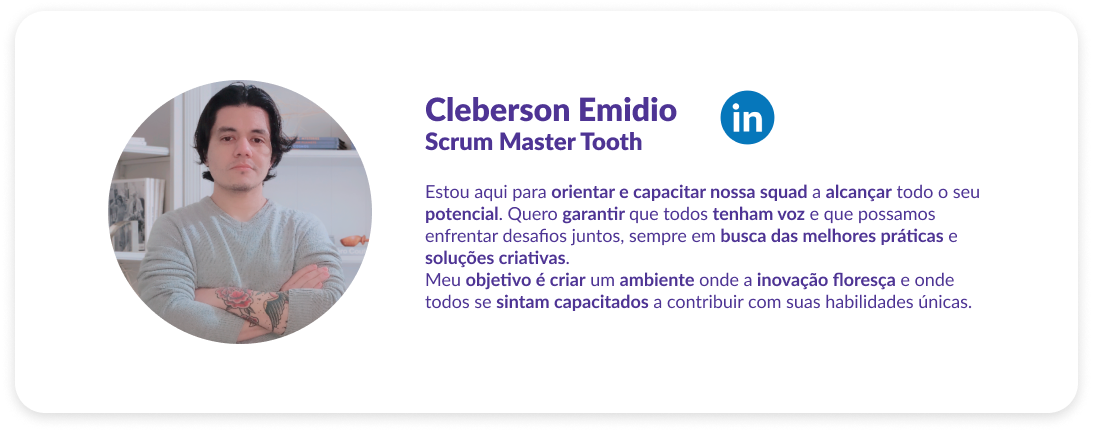 Cleberson Emidio
in
Scrum Master Tooth
Estou aqui para orientar e capacitar nossa squad a alcançar todo o seu
potencial. Quero garantir que todos tenham voz e que possamos
enfrentar desafios juntos, sempre em busca das melhores práticas e
soluções criativas.
Meu objetivo é criar um ambiente onde a inovação floresça e onde
todos se sintam capacitados a contribuir com suas habilidades únicas.